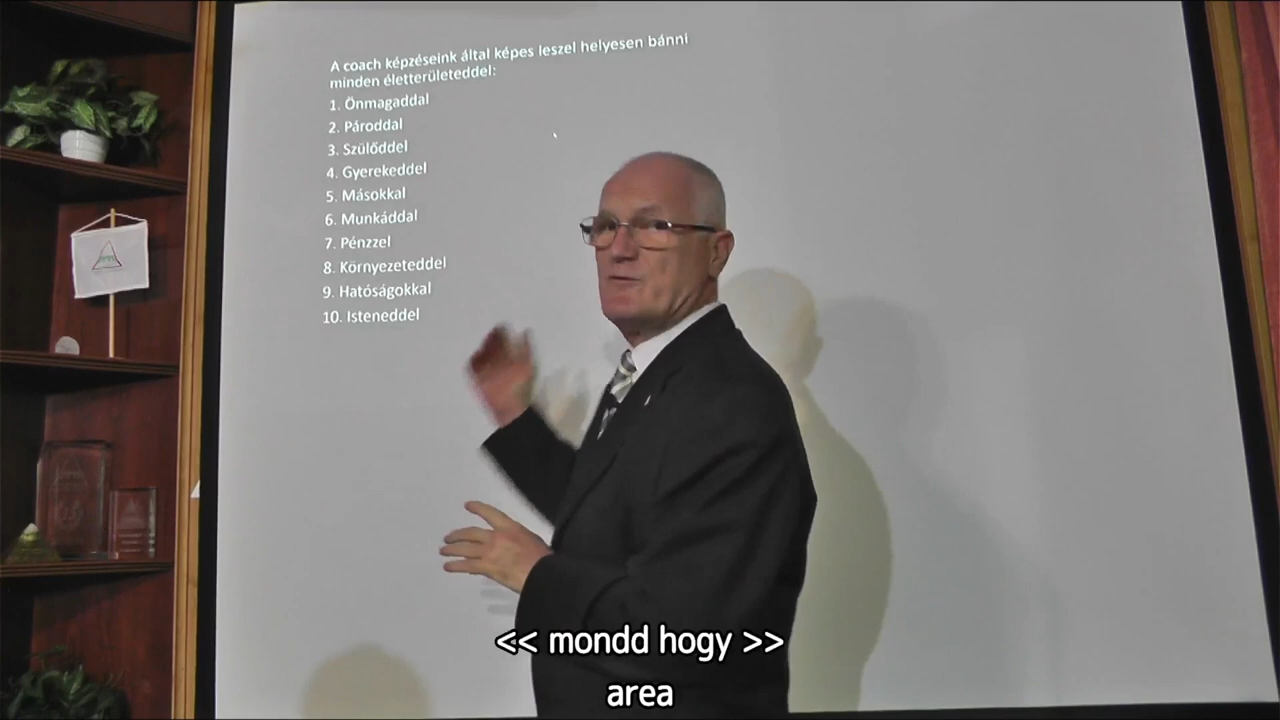 A coach képzéseink által képes leszel helyesen bánni
minden életterületeddel:
1. Önmagaddal
2. Pároddal
3. Szülőddel
4. Gyerekeddel
5. Másokkal
6. Munkáddal
7. Pénzzel
8. Környezeteddel
9. Hatóságokkal
10. Isteneddel
<< mondd hogy >>
area